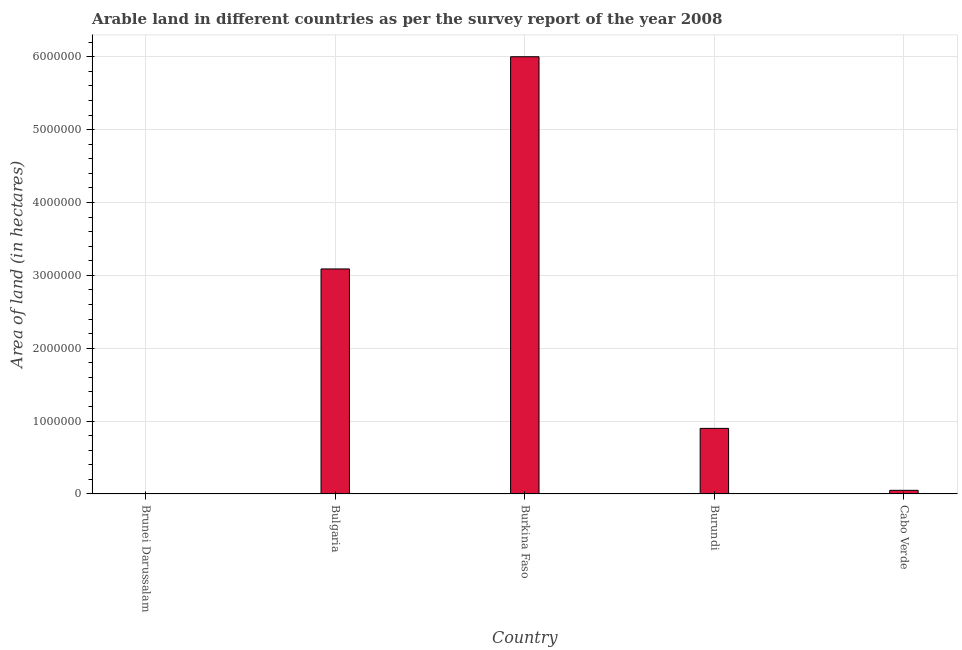 Arable land in different countries as per the survey report of the year 2008
Area of land (in hectares)
6000000
5000000
4000000
3000000
2000000
1000000
0
Brunei Darussalam
Bulgaria
Burkina Faso
Burundi
Cabo Verde
Country